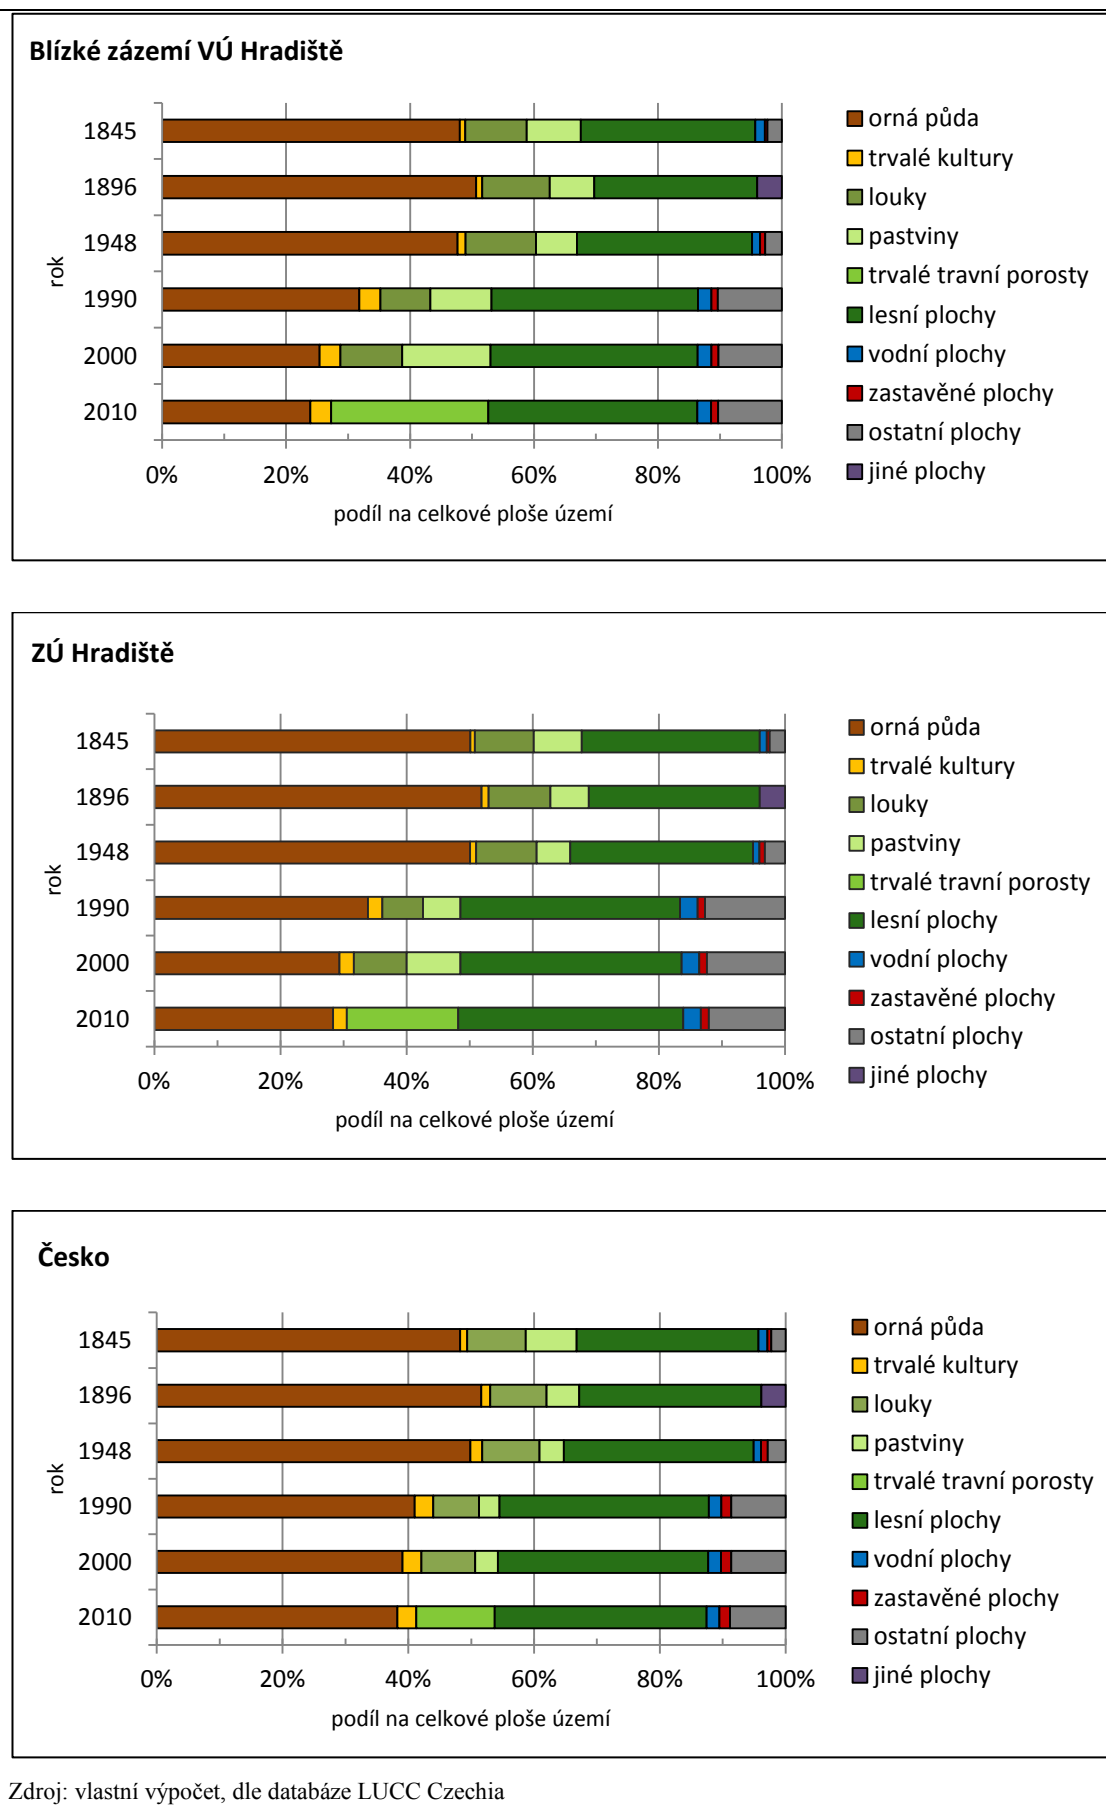 Blízké zázemí VÚ Hradiště
1845
1896
1948
1990
2000
2010
rok
0% 20% 40% 60% 80% 100%
podíl na celkové ploše území
orná půda
trvalé kultury
louky
pastviny
trvalé travní porosty
lesní plochy
vodní plochy
zastavěné plochy
ostatní plochy
jiné plochy
ZÚ Hradiště
1845
1896
1948
1990
2000
2010
rok
0% 20% 40% 60% 80% 100%
podíl na celkové ploše území
orná půda
trvalé kultury
louky
pastviny
trvalé travní porosty
lesní plochy
vodní plochy
zastavěné plochy
ostatní plochy
jiné plochy
Česko
1845
1896
1948
1990
2000
2010
rok
0% 20% 40% 60% 80% 100%
podíl na celkové ploše území
orná půda
trvalé kultury
louky
pastviny
trvalé travní porosty
lesní plochy
vodní plochy
zastavěné plochy
ostatní plochy
jiné plochy
Zdroj: vlastní výpočet, dle databáze LUCC Czechia